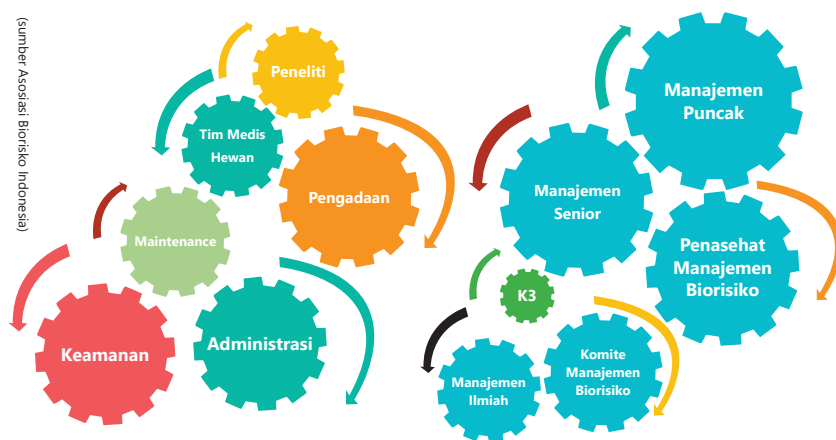 (sumber Asosiasi Biorisko Indonesia)
Peneliti
Tim Medis
Hewan
Pengadaan
Maintenance
Keamanan
Administrasi
Manajemen
Puncak
Manajemen
Senior
Penasehat
Manajemen
Biorisiko
K3
Manajemen
Ilmiah
Komite
Manajemen
Biorisiko